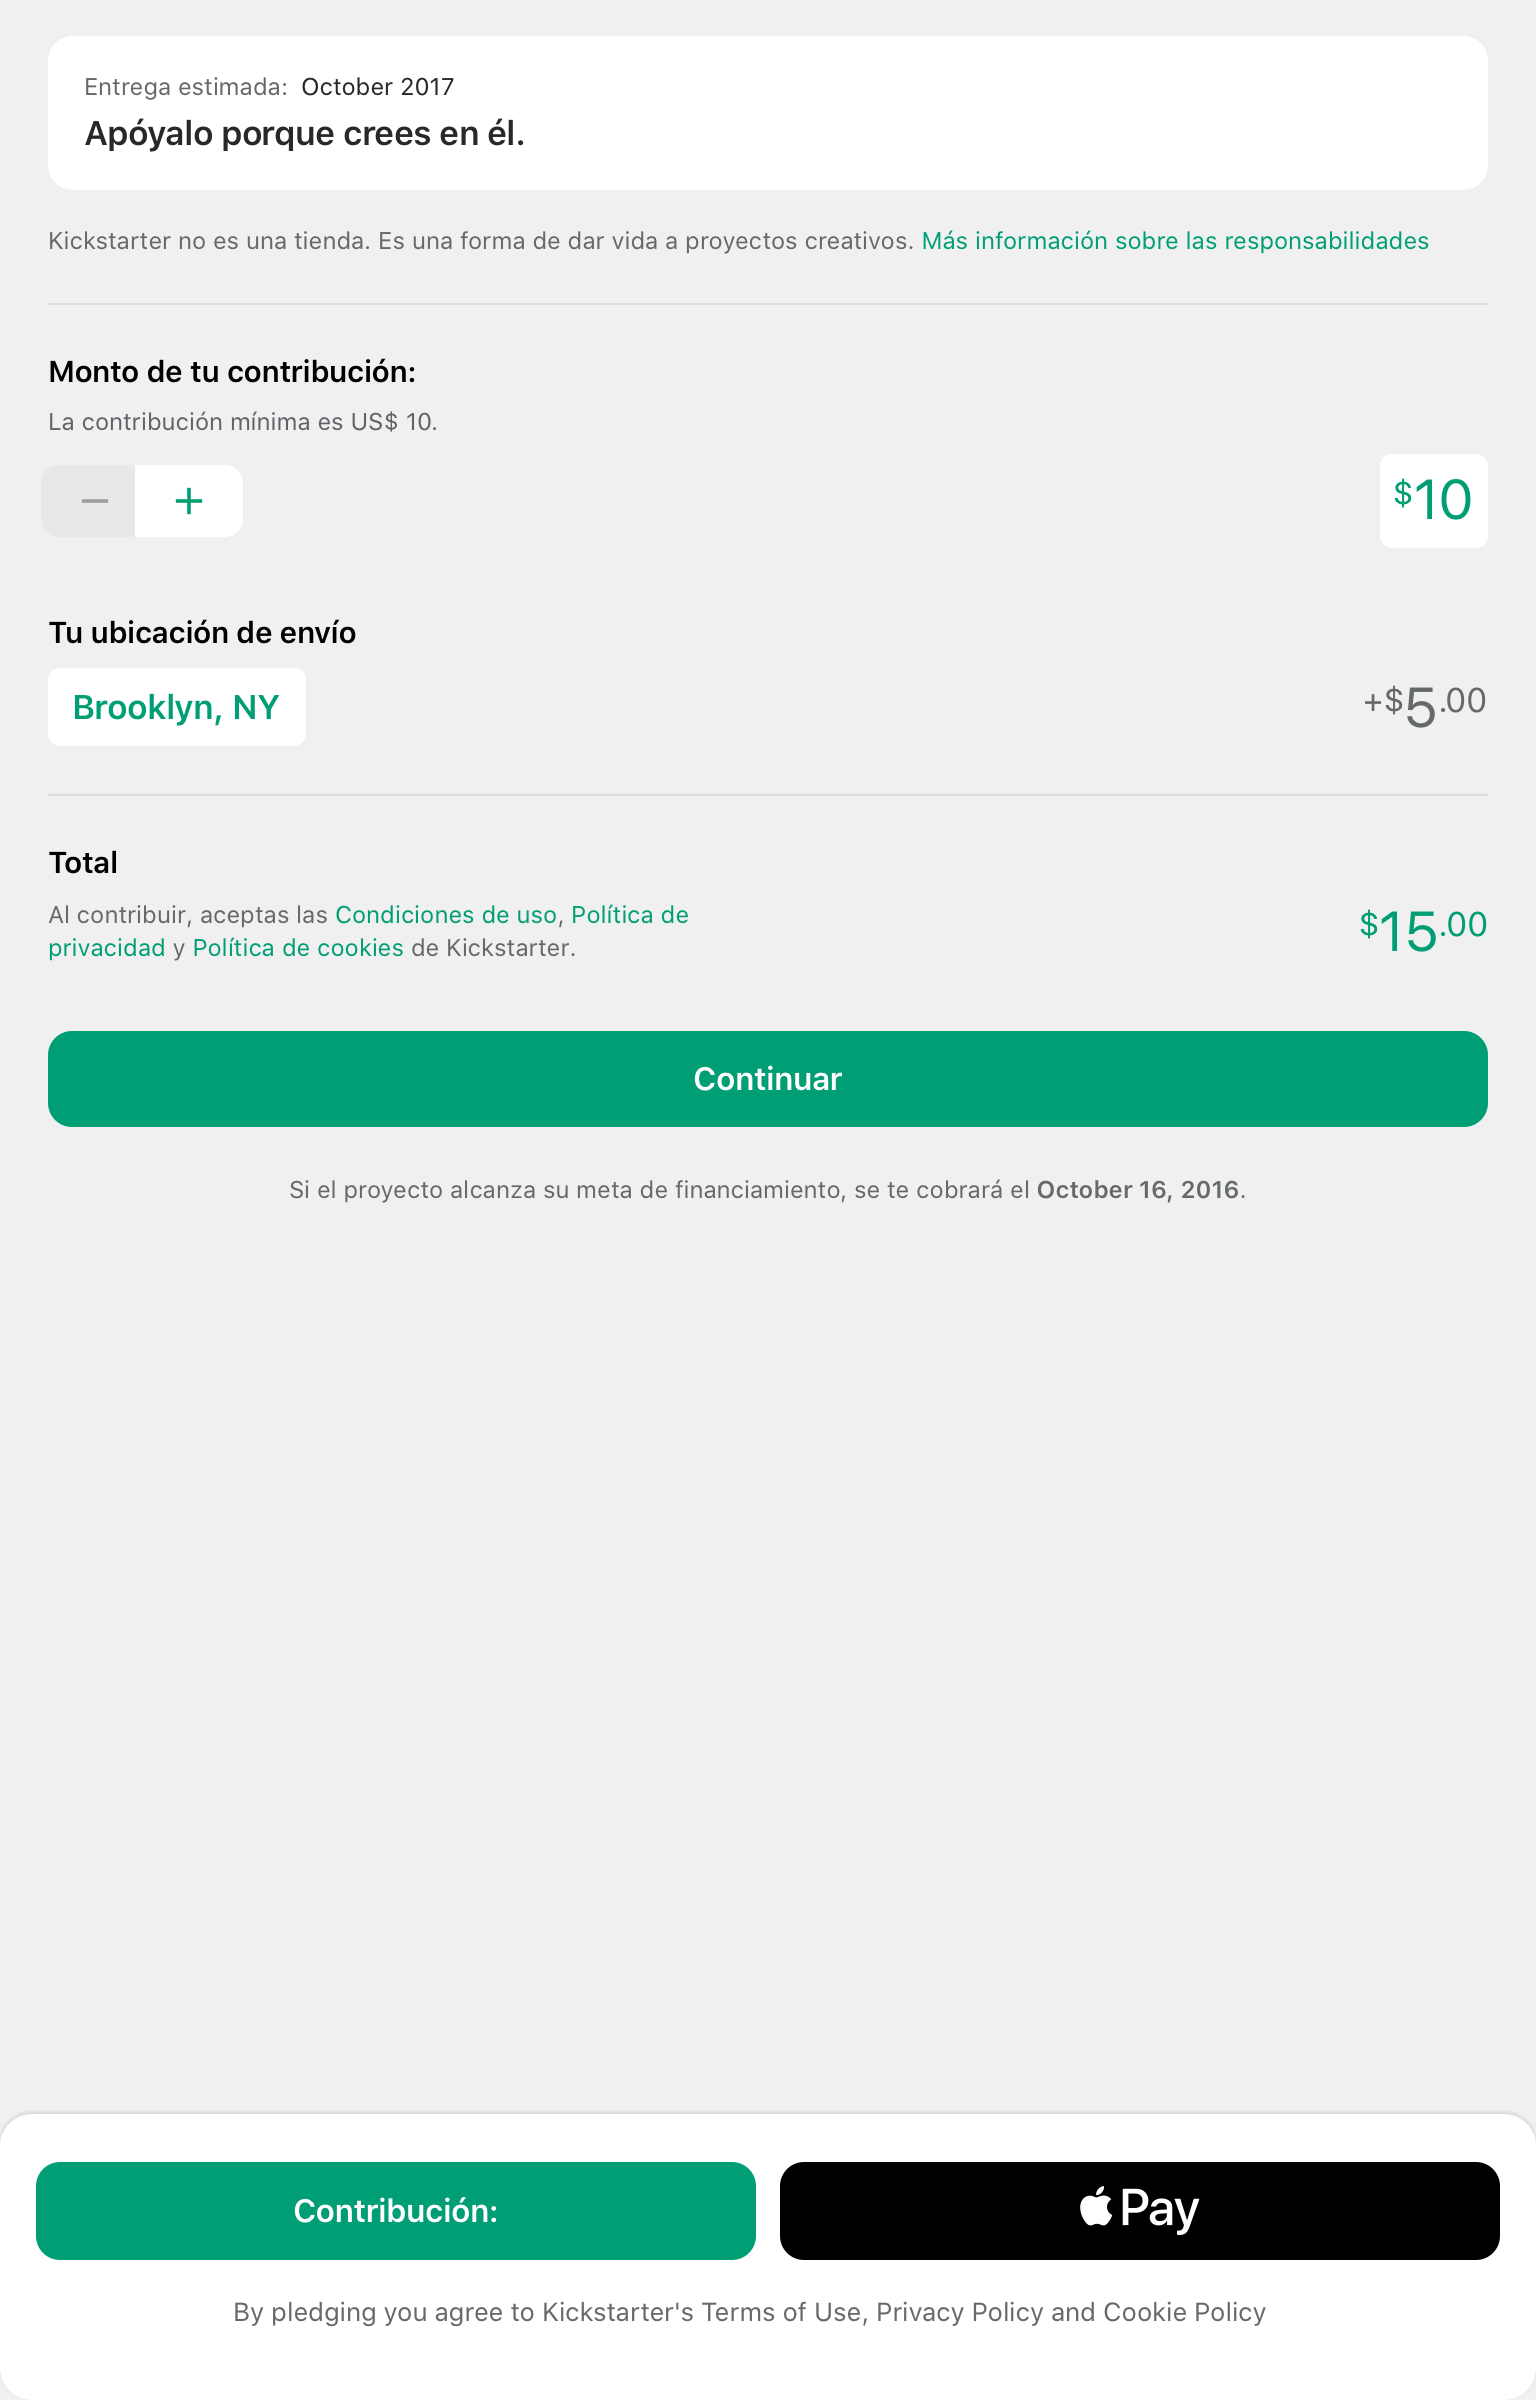 Entrega estimada: October 2017
Apóyalo porque crees en él.
Kickstarter no es una tienda. Es una forma de dar vida a proyectos creativos. Más información sobre las responsabilidades
Monto de tu contribución:
La contribución mínima es US$ 10.
− + $10
Tu ubicación de envío
Brooklyn, NY +$5.00
Total
Al contribuir, aceptas las Condiciones de uso, Política de
privacidad y Política de cookies de Kickstarter.
$15.00
Continuar
Si el proyecto alcanza su meta de financiamiento, se te cobrará el October 16, 2016.
Contribución: Pay
By pledging you agree to Kickstarter's Terms of Use, Privacy Policy and Cookie Policy